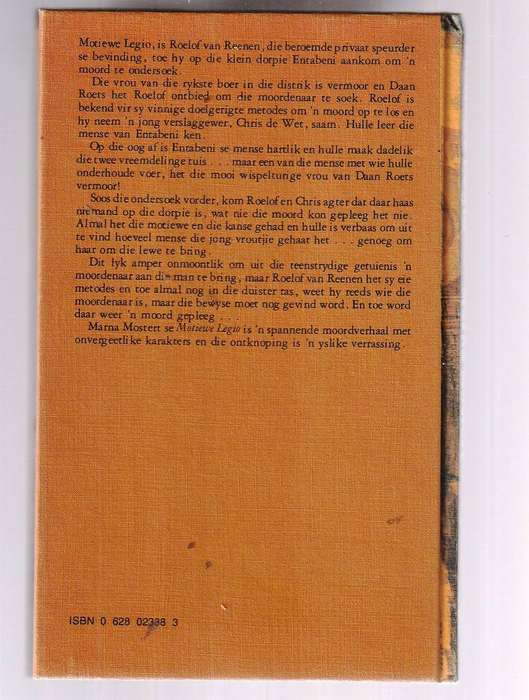 Motiewe Legio, is Roelof van Reenen, die beroemde privaat speurder
se bevinding, toe hy op die klein dorpie Entabeni aankom om 'n
moord te ondersoek.
Die vrou van die rykste boer in die distrik is vermoor en Daan
Roets het Roelof ontbied om die moordenaar te soek. Roelof is
bekend vir sy vinnige doelgerigte metodes om 'n moord op te los en
hy neem 'n jong verslaggewer, Chris de Wet, saam. Hulle leer die
mense van Entabeni ken.
Op die oog af is Entabeni se mense hartlik en hulle maak dadelik
die twee vreemdelinge tuis . . . maar een van die mense met wie hulle
onderhoude voer, het die mooi wispelturige vrou van Daan Roets
vermoor!
Soos die ondersoek vorder, kom Roelof en Chris agter dat daar haas
niemand op die dorpie is, wat nie die moord kon gepleeg het nie.
Almal het die motiewe en die kanse gehad en hulle is verbaas om uit
te vind hoeveel mense die jong vroutjie gehaat het . . . genoeg om
haar om die lewe te bring.
Dit lyk amper onmoontlik om uit die teenstrydige getuienis 'n
moordenaar aan die man te bring, maar Roelof van Reenen het sy eie
metodes en toe almal nog in die duister tas, weet hy reeds wie die
moordenaar is, maar die bewyse moet nog gevind word. En toe word
daar weer 'n moord gepleeg . . .
Marna Mostert se Motiewe Legio is 'n spannende moordverhaal met
onvergeetlike karakters en die ontknoping is 'n yslike verrassing.
ISBN 0 628 02338 3